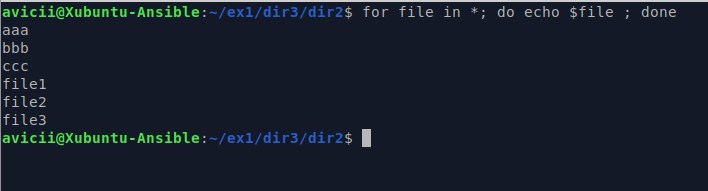 avicii@Xubuntu-Ansible:~/ex1/dir3/dir2$ for file in *; do echo $file ; done
aaa
bbb
ccc
file1
file2
file3
avicii@Xubuntu-Ansible:~/ex1/dir3/dir2$